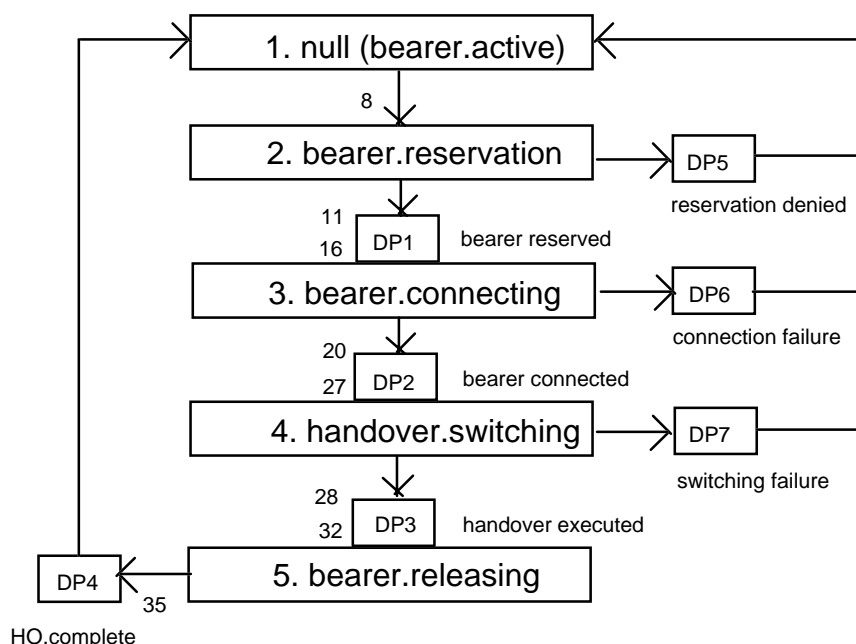 1. null (bearer.active)
8
2. bearer.reservation
DP5
reservation denied
11
16
DP1
bearer reserved
3. bearer.connecting
DP6
connection failure
20
27
DP2
bearer connected
4. handover.switching
DP7
switching failure
28
32
DP3
handover executed
5. bearer.releasing
DP4
35
HO.complete